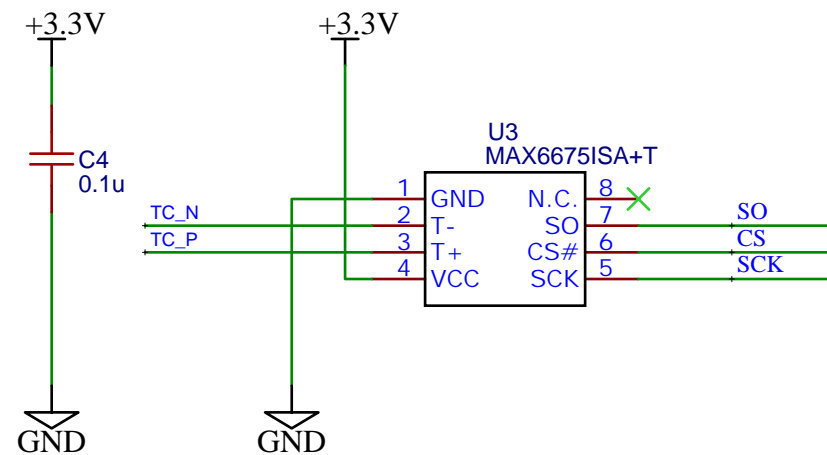 +3.3V
+3.3V
C4
0.1u
U3
MAX6675ISA+T
1 GND N.C. 8
TC_N 2 T- SO 7 SO
TC_P 3 T+ CS# 6 CS
4 VCC SCK 5 SCK
GND
GND